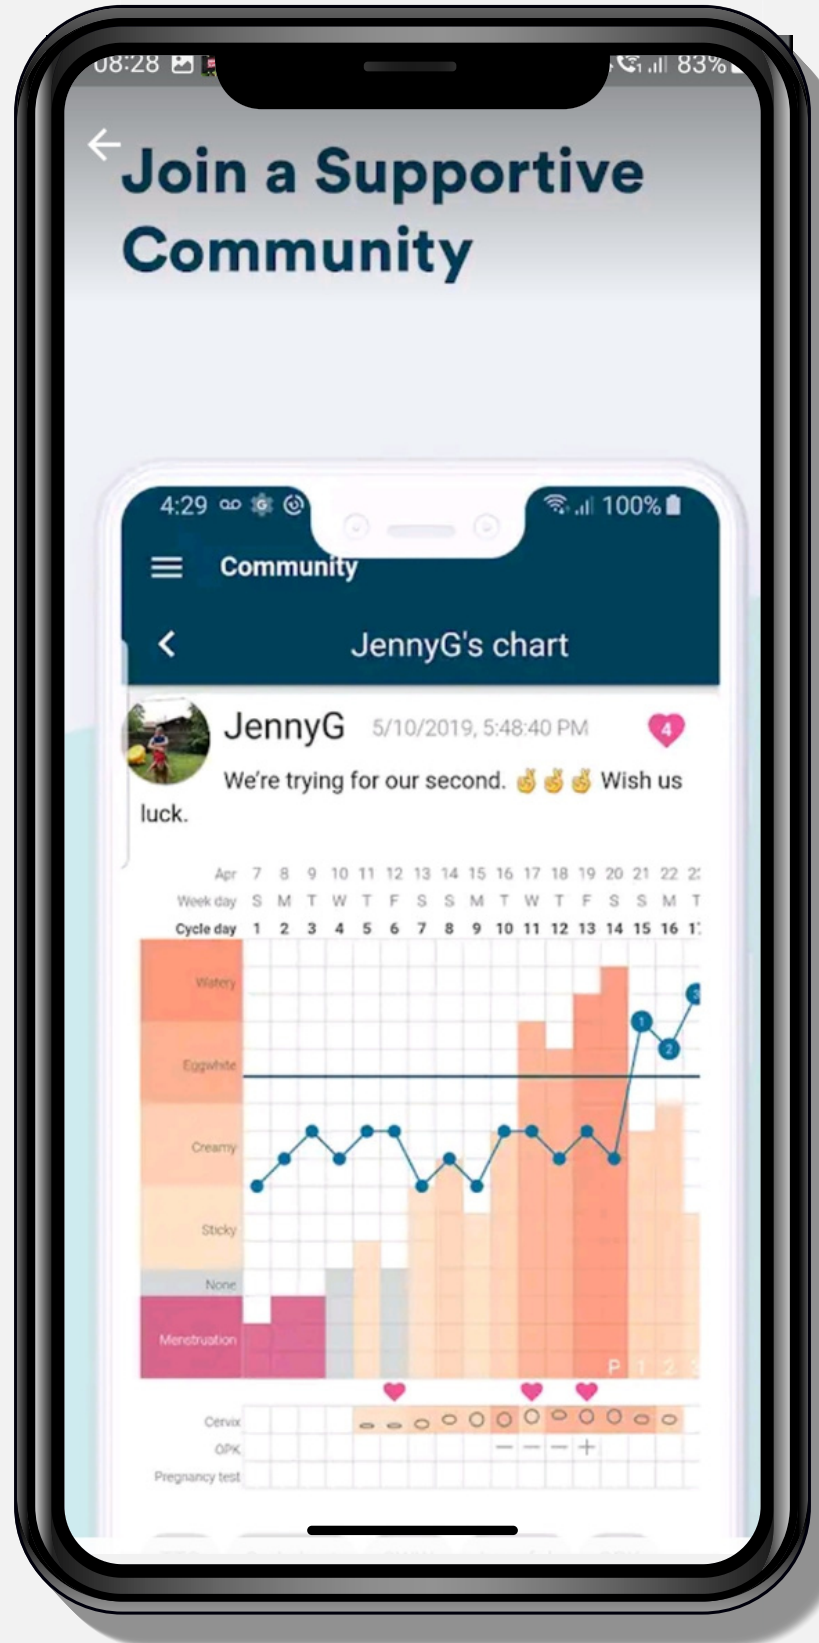 08:28 83%
Join a Supportive
Community
4:29 100%
Community
JennyG's chart
JennyG 5/10/2019, 5:48:40 PM 4
We're trying for our second. ✌✌✌ Wish us
luck.
Apr 7 8 9 10 11 12 13 14 15 16 17 18 19 20 21 22
Week day S M T W T F S S M T W T F S S M T
Cycle day 1 2 3 4 5 6 7 8 9 10 11 12 13 14 15 16
Watery
1
2
3
Eggwhite
Creamy
Sticky
None
Menstruation
P 1 2
Cervix
OPK − − − +
Pregnancy test